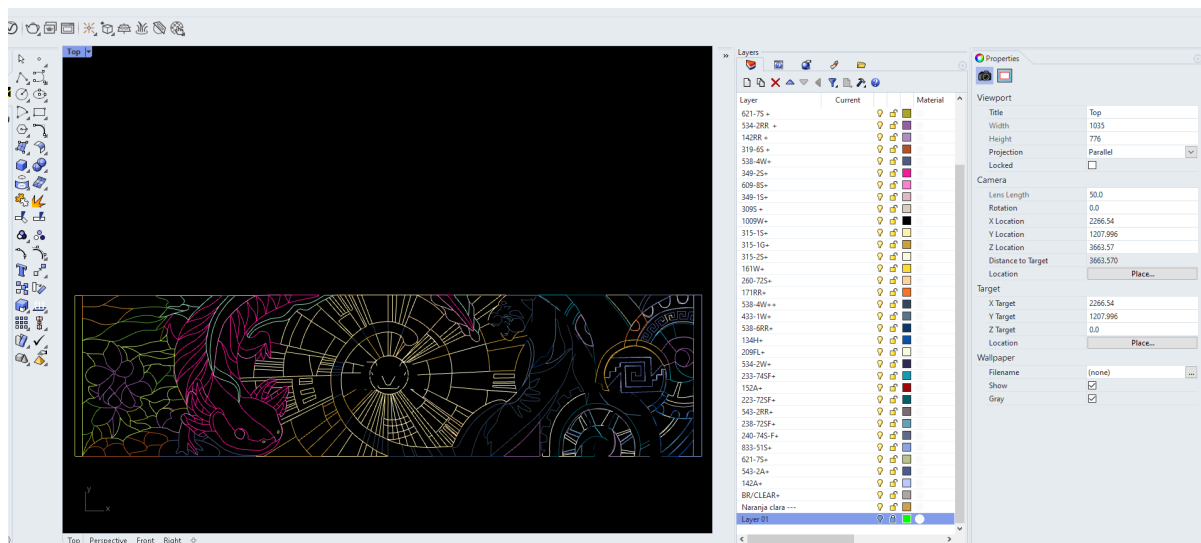 Top
Layers
Layer Current Material
621-7S +
534-2RR +
142RR +
319-6S +
538-4W+
349-2S+
609-8S+
349-1S+
309S +
1009W+
315-1S+
315-1G+
315-2S+
161W+
260-72S+
171RR+
538-4W++
433-1W+
538-6RR+
134H+
209FL+
534-2W+
233-74SF+
152A+
223-72SF+
543-2RR+
238-72SF+
240-74S-F+
833-51S+
621-7S+
543-2A+
142A+
BR/CLEAR+
Naranja clara ---
Layer 01
Properties
Viewport
Title Top
Width 1035
Height 776
Projection Parallel
Locked
Camera
Lens Length 50.0
Rotation 0.0
X Location 2266.54
Y Location 1207.996
Z Location 3663.57
Distance to Target 3663.570
Location Place...
Target
X Target 2266.54
Y Target 1207.996
Z Target 0.0
Location Place...
Wallpaper
Filename (none) ...
Show
Gray
y
x
Top Perspective Front Right